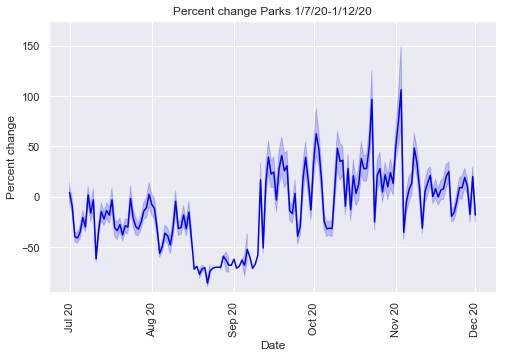 Percent change Parks 1/7/20-1/12/20
Percent change
150
100
50
0
−50
Jul 20
Aug 20
Sep 20
Oct 20
Nov 20
Dec 20
Date